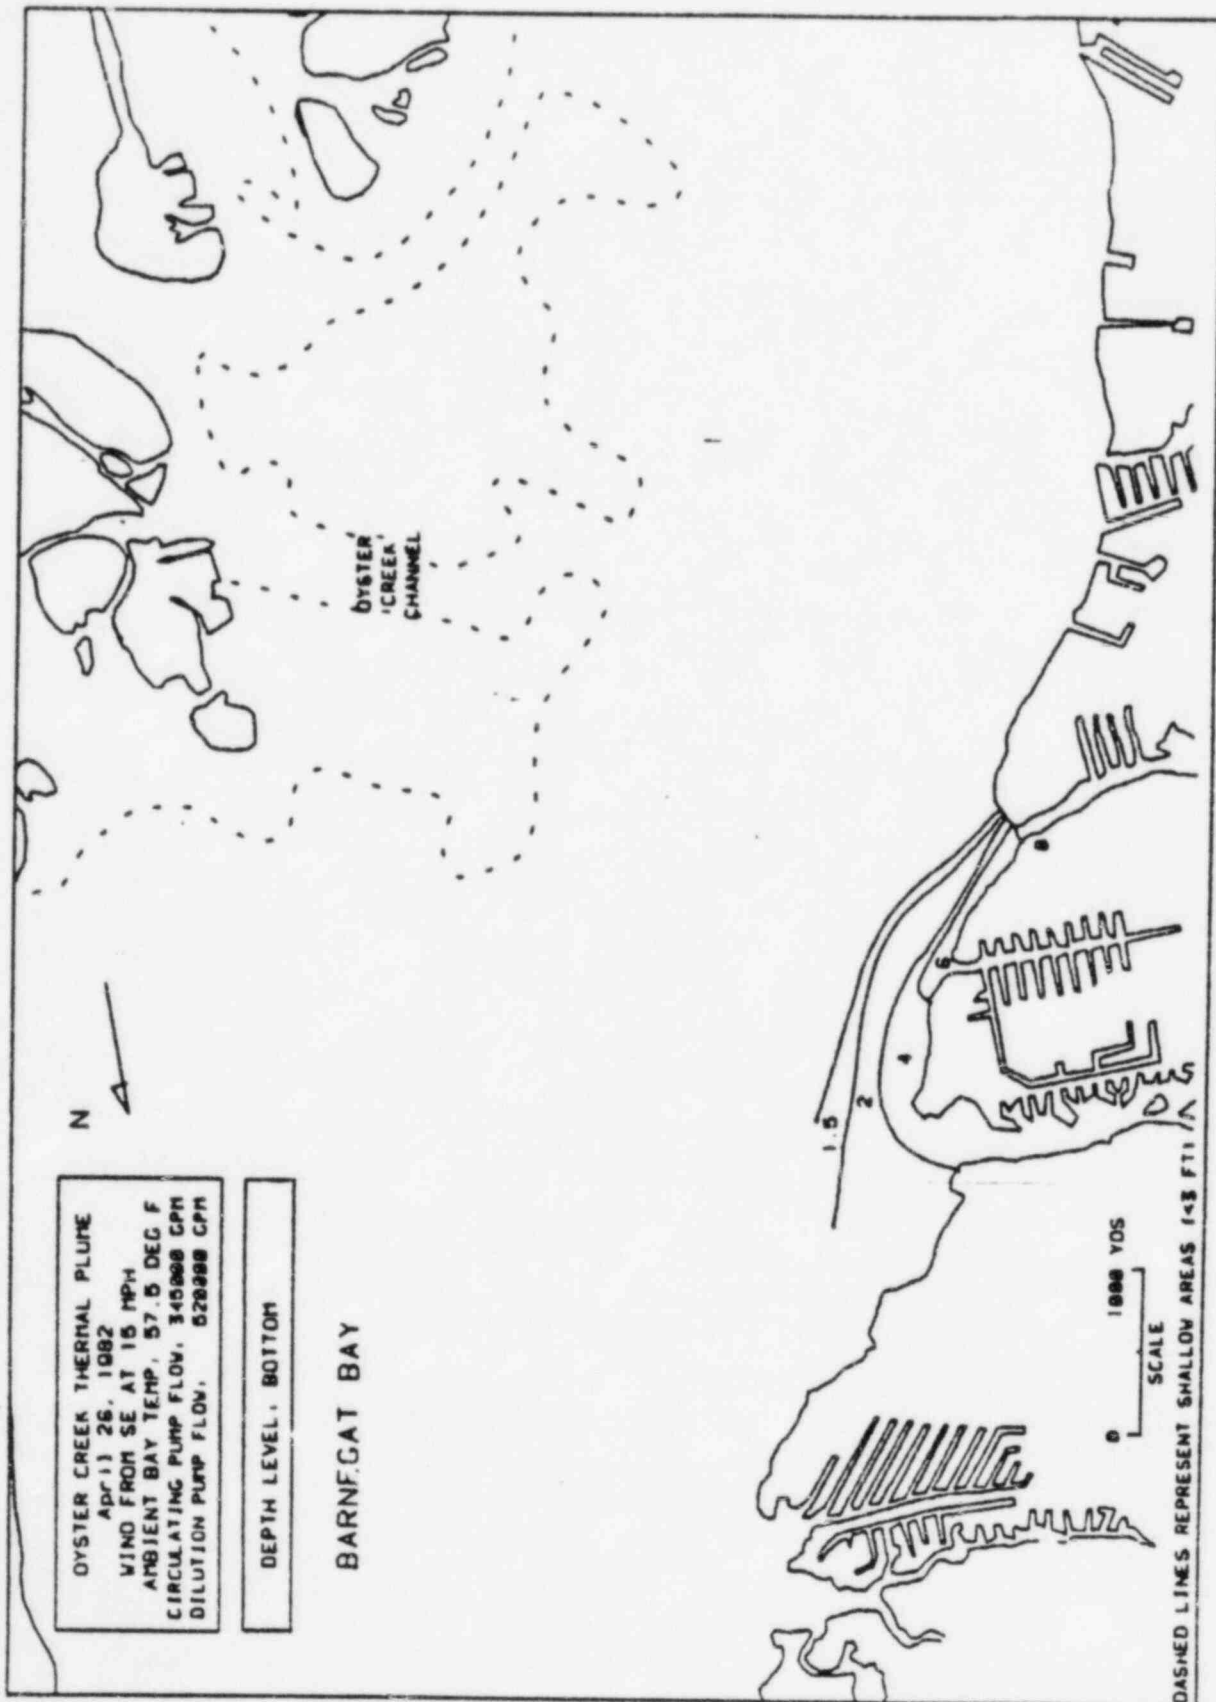 OYSTER CREEK THERMAL PLUME
April 26, 1982
WIND FROM SE AT 15 MPH
AMBIENT BAY TEMP, 57.5 DEG F
CIRCULATING PUMP FLOW, 345000 GPM
DILUTION PUMP FLOW, 520000 GPM
DEPTH LEVEL, BOTTOM
BARNEGAT BAY
N
OYSTER
CREEK
CHANNEL
1.5
2
4
6
8
0 1000 YDS
SCALE
DASHED LINES REPRESENT SHALLOW AREAS (<3 FT)